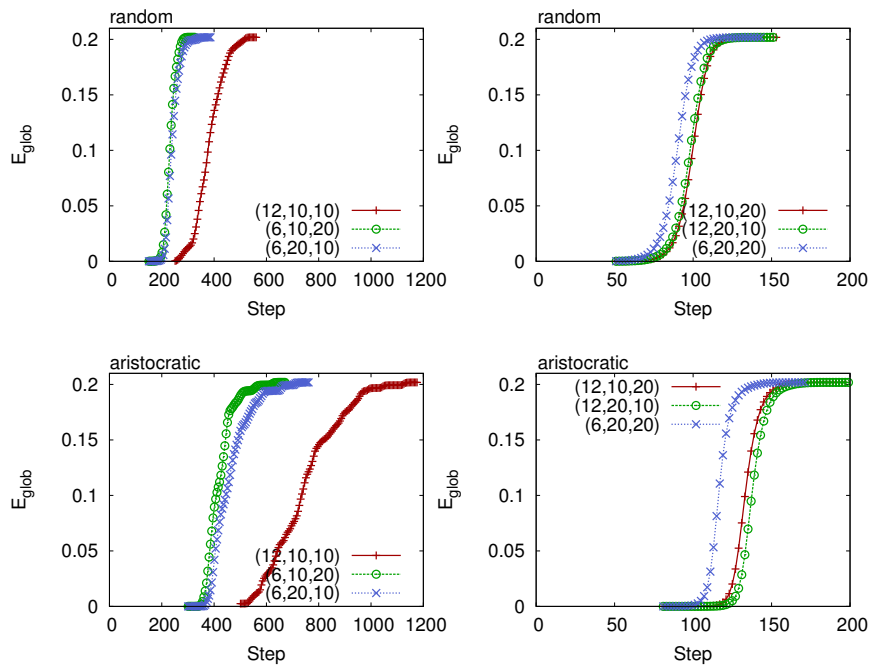 random
E_glob
0.2
0.15
0.1
0.05
0
(12,10,10)
(6,10,20)
(6,20,10)
0 200 400 600 800 1000 1200
Step
0.2
0.15
0.1
0.05
0
E_glob
(12,10,20)
(12,20,10)
(6,20,20)
0 50 100 150 200
Step
aristocratic
E_glob
0.2
0.15
0.1
0.05
0
(12,10,10)
(6,10,20)
(6,20,10)
0 200 400 600 800 1000 1200
Step
aristocratic
E_glob
0.2
0.15
0.1
0.05
0
(12,10,20)
(12,20,10)
(6,20,20)
0 50 100 150 200
Step
random